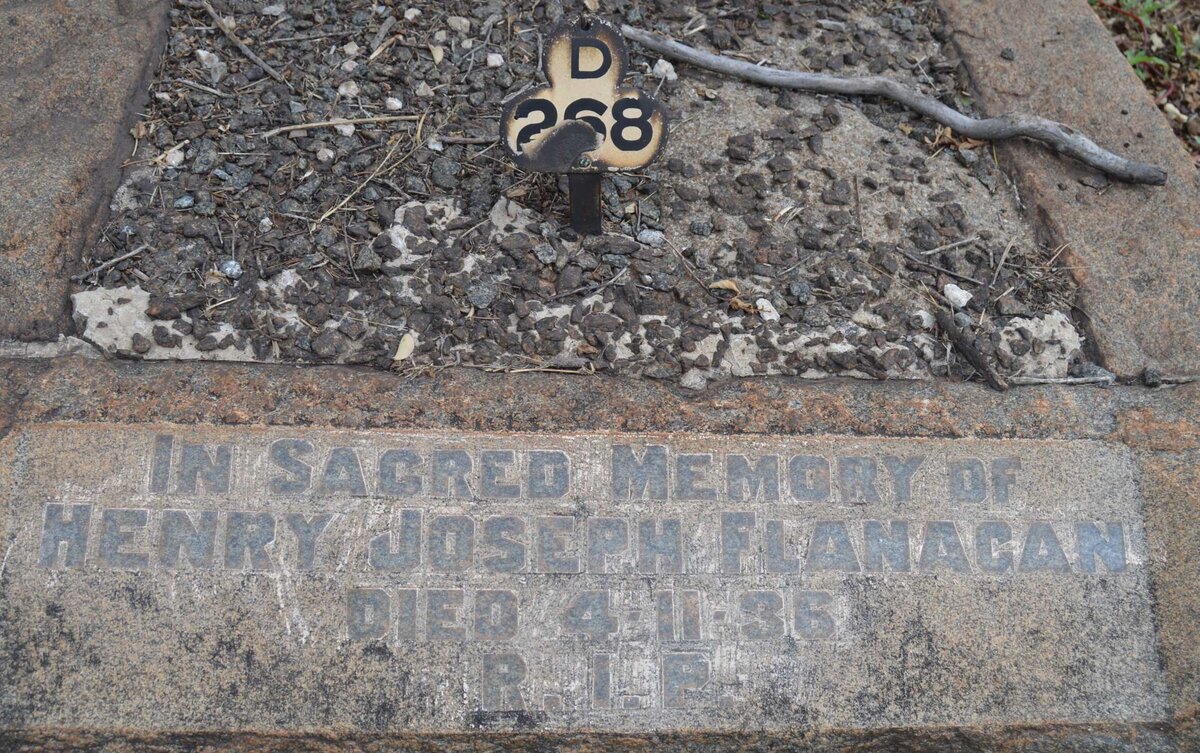 D
268
IN SACRED MEMORY OF
HENRY JOSEPH FLANAGAN
DIED 4-11-36
R.I.P.